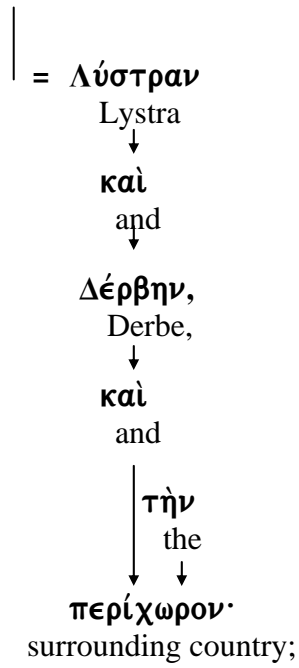 = Λύστραν
Lystra
καὶ
and
Δέρβην,
Derbe,
καὶ
and
τὴν
the
περίχωρον·
surrounding country;